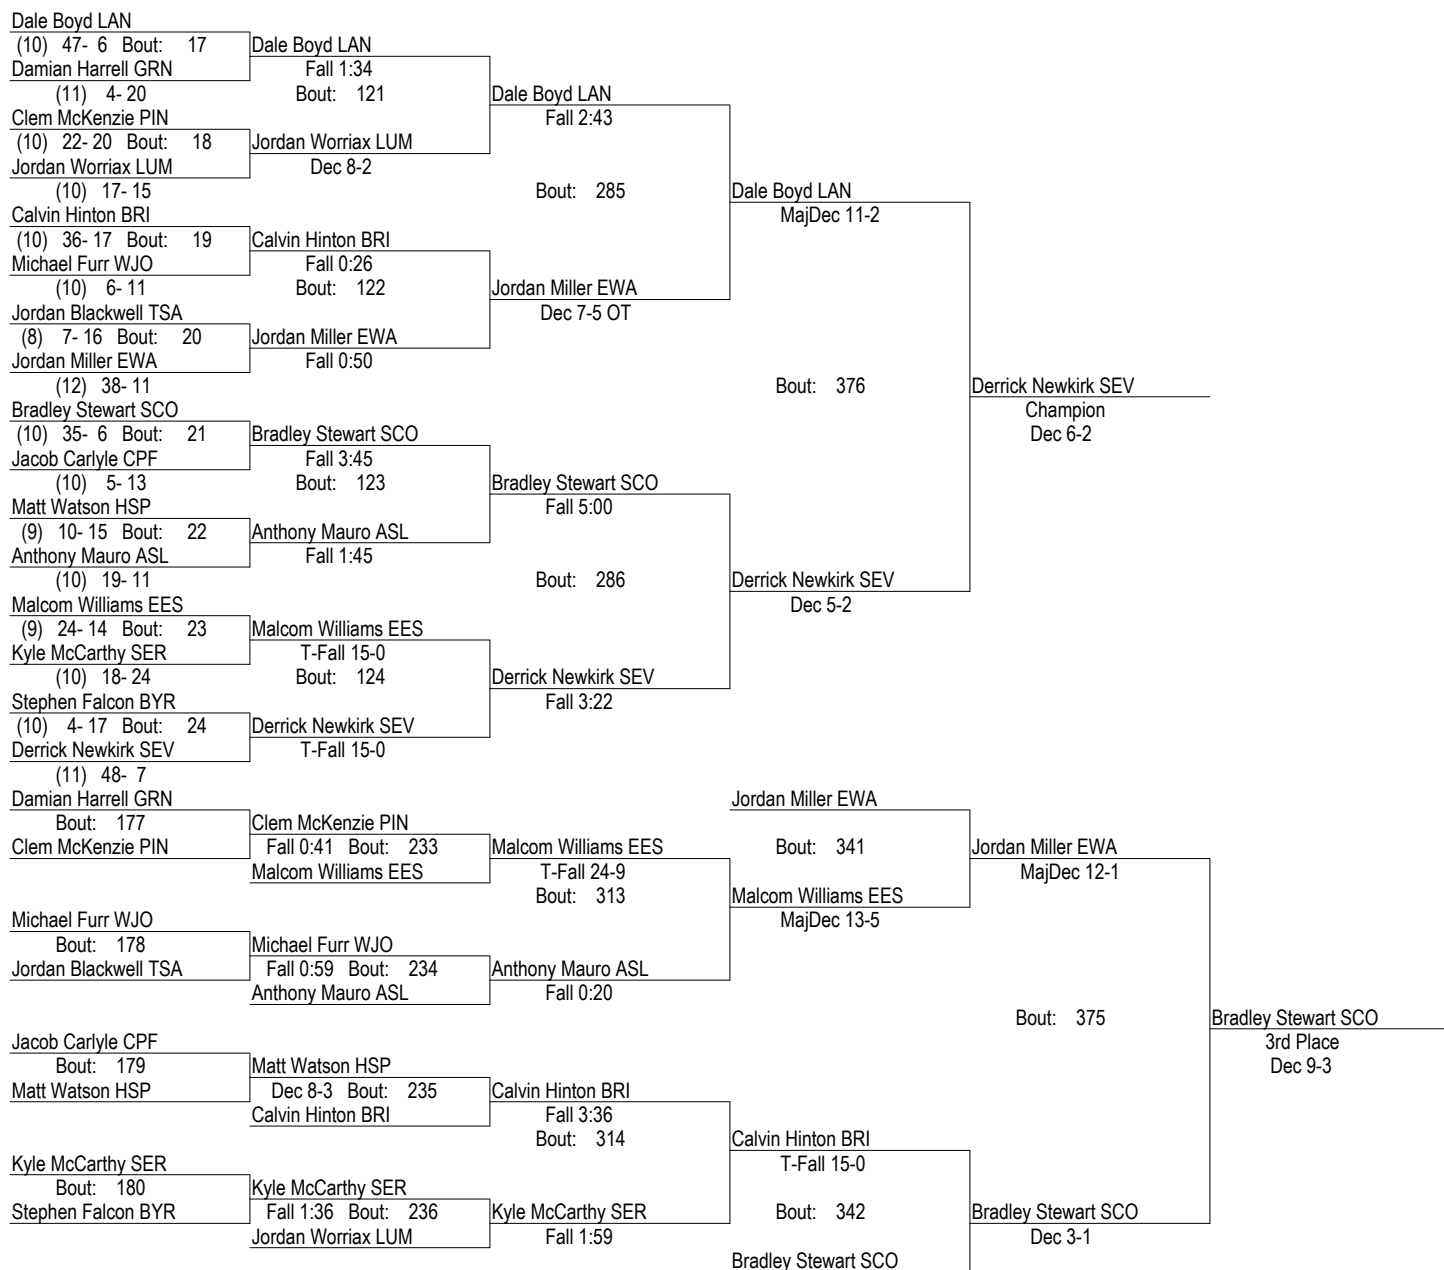 Dale Boyd LAN
(10) 47- 6 Bout: 17 Dale Boyd LAN
Damian Harrell GRN Fall 1:34
(11) 4- 20 Bout: 121 Dale Boyd LAN
Clem McKenzie PIN Fall 2:43
(10) 22- 20 Bout: 18 Jordan Worriax LUM
Jordan Worriax LUM Dec 8-2
(10) 17- 15 Bout: 285 Dale Boyd LAN
Calvin Hinton BRI MajDec 11-2
(10) 36- 17 Bout: 19 Calvin Hinton BRI
Michael Furr WJO Fall 0:26
(10) 6- 11 Bout: 122 Jordan Miller EWA
Jordan Blackwell TSA Dec 7-5 OT
(8) 7- 16 Bout: 20 Jordan Miller EWA
Jordan Miller EWA Fall 0:50
(12) 38- 11 Bout: 376 Derrick Newkirk SEV
Bradley Stewart SCO Champion
(10) 35- 6 Bout: 21 Bradley Stewart SCO Dec 6-2
Jacob Carlyle CPF Fall 3:45
(10) 5- 13 Bout: 123 Bradley Stewart SCO
Matt Watson HSP Fall 5:00
(9) 10- 15 Bout: 22 Anthony Mauro ASL
Anthony Mauro ASL Fall 1:45
(10) 19- 11 Bout: 286 Derrick Newkirk SEV
Malcom Williams EES Dec 5-2
(9) 24- 14 Bout: 23 Malcom Williams EES
Kyle McCarthy SER T-Fall 15-0
(10) 18- 24 Bout: 124 Derrick Newkirk SEV
Stephen Falcon BYR Fall 3:22
(10) 4- 17 Bout: 24 Derrick Newkirk SEV
Derrick Newkirk SEV T-Fall 15-0
(11) 48- 7
Damian Harrell GRN Jordan Miller EWA
Bout: 177 Clem McKenzie PIN
Clem McKenzie PIN Fall 0:41 Bout: 233 Malcom Williams EES Bout: 341 Jordan Miller EWA
Malcom Williams EES T-Fall 24-9 MajDec 12-1
Bout: 313 Malcom Williams EES
Michael Furr WJO MajDec 13-5
Bout: 178 Michael Furr WJO
Jordan Blackwell TSA Fall 0:59 Bout: 234 Anthony Mauro ASL
Anthony Mauro ASL Fall 0:20
Bout: 375 Bradley Stewart SCO
Jacob Carlyle CPF 3rd Place
Bout: 179 Matt Watson HSP Dec 9-3
Matt Watson HSP Dec 8-3 Bout: 235 Calvin Hinton BRI
Calvin Hinton BRI Fall 3:36
Bout: 314 Calvin Hinton BRI
Kyle McCarthy SER T-Fall 15-0
Bout: 180 Kyle McCarthy SER
Stephen Falcon BYR Fall 1:36 Bout: 236 Kyle McCarthy SER Bout: 342 Bradley Stewart SCO
Jordan Worriax LUM Fall 1:59 Dec 3-1
Bradley Stewart SCO